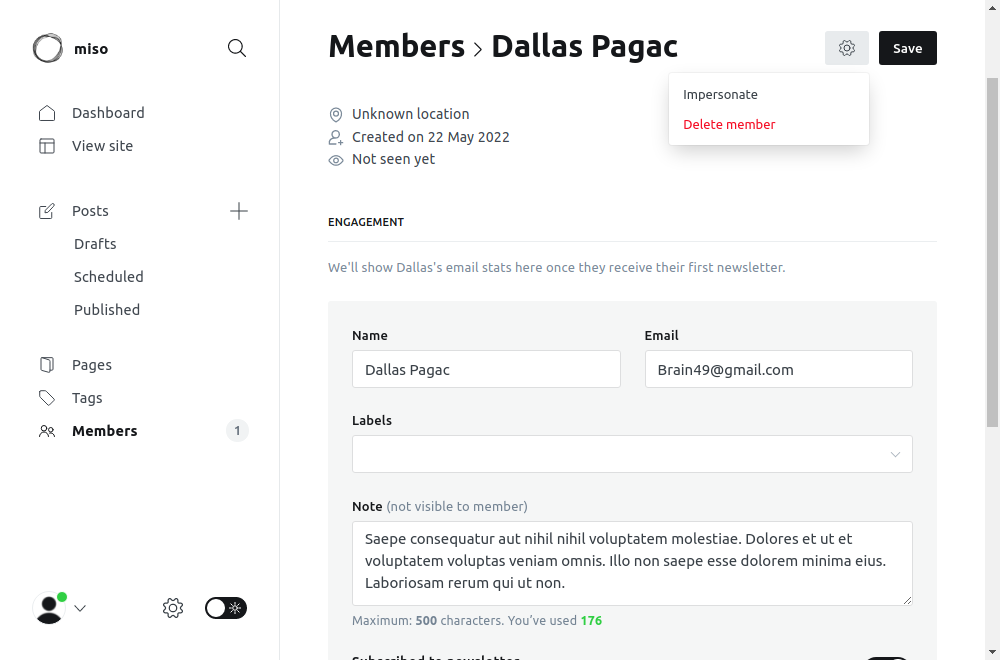 miso
Dashboard
View site
Posts
Drafts
Scheduled
Published
Pages
Tags
Members 1
Members > Dallas Pagac
Save
Impersonate
Delete member
Unknown location
Created on 22 May 2022
Not seen yet
ENGAGEMENT
We'll show Dallas's email stats here once they receive their first newsletter.
Name
Dallas Pagac
Email
Brain49@gmail.com
Labels
Note (not visible to member)
Saepe consequatur aut nihil nihil voluptatem molestiae. Dolores et ut et
voluptatem voluptas veniam omnis. Illo non saepe esse dolorem minima eius.
Laboriosam rerum qui ut non.
Maximum: 500 characters. You've used 176
Subscribed to newsletter